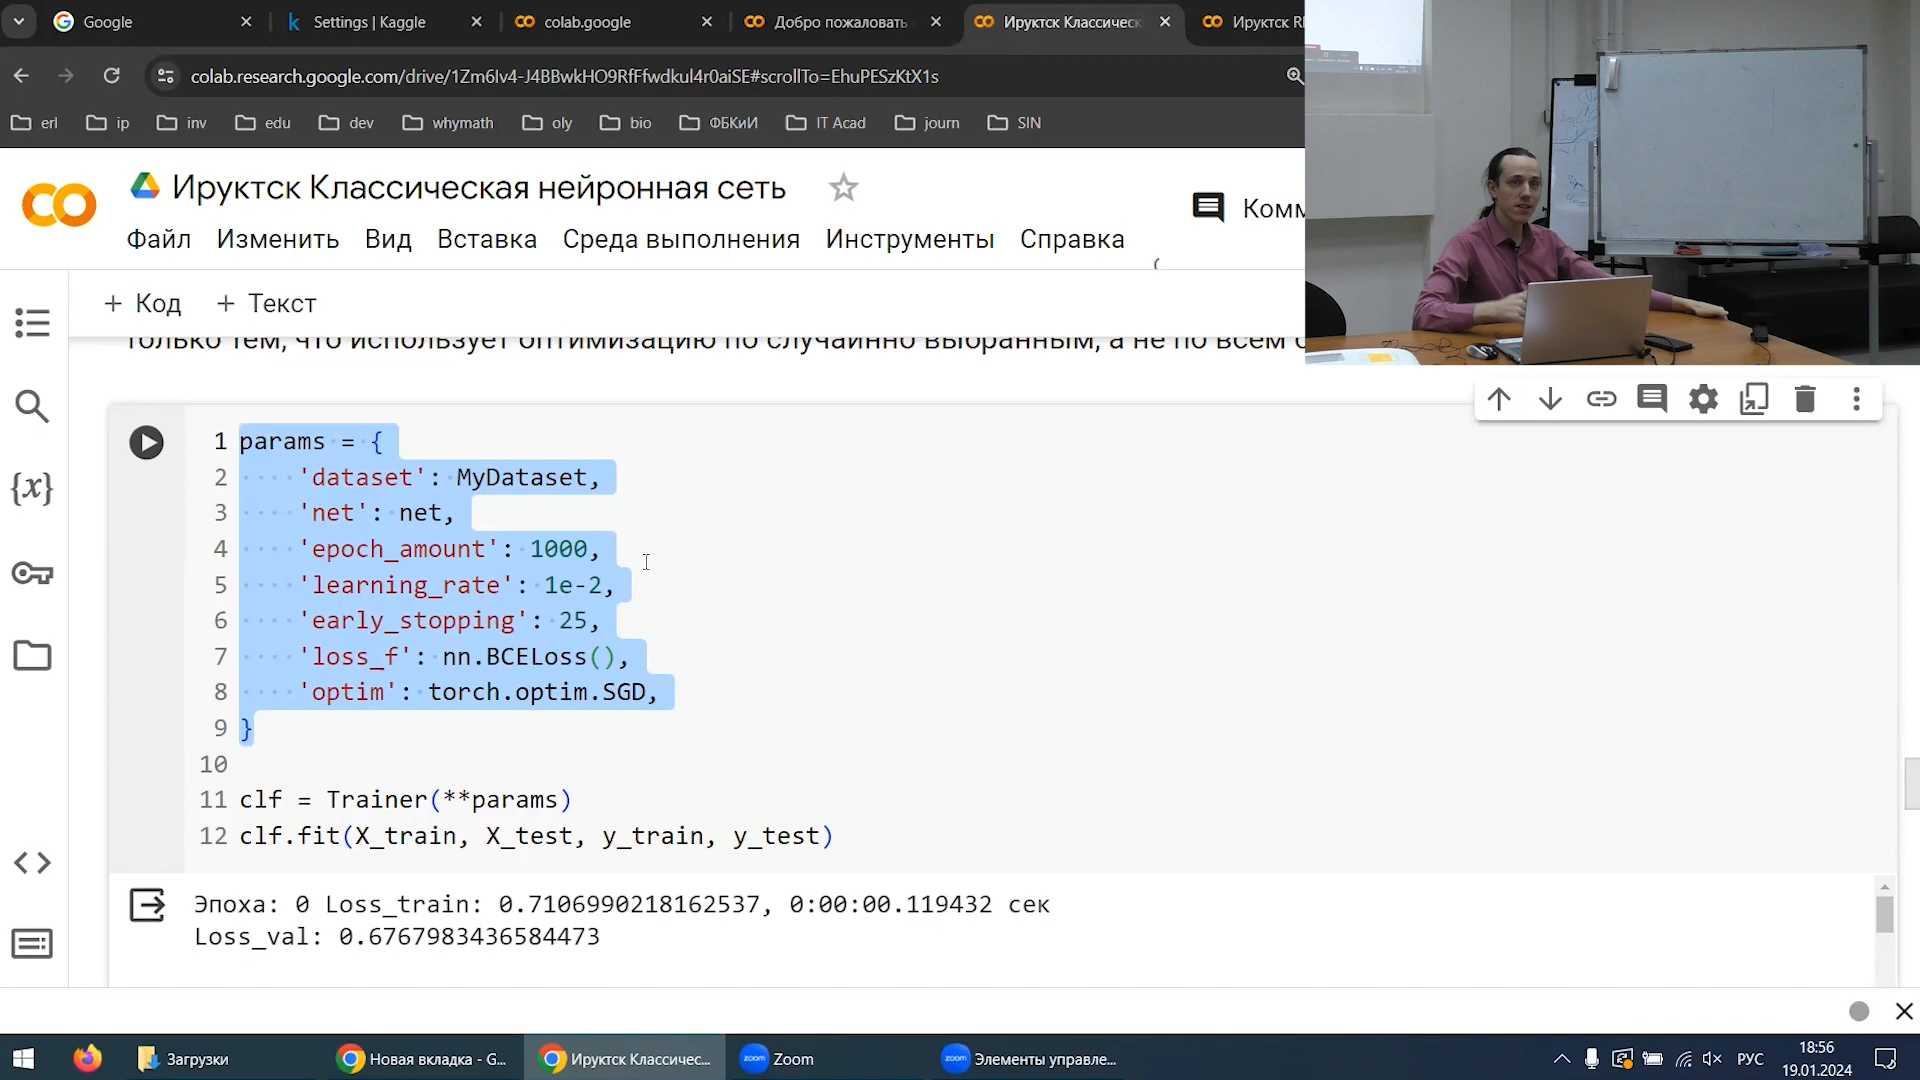 Google
Settings | Kaggle
colab.google
Добро пожаловать
Ируктск Классическ
Ируктск R
colab.research.google.com/drive/1Zm6lv4-J4BBwkHO9RfFfwdkul4r0aiSE#scrollTo=EhuPESzKtX1s
erl ip inv edu dev whymath oly bio ФБКиИ IT Acad journ SIN
Ируктск Классическая нейронная сеть
Файл Изменить Вид Вставка Среда выполнения Инструменты Справка
Комм
+ Код + Текст
только тем, что использует оптимизацию по случайно выбранным, а не по всем
1 params = {
2 'dataset': MyDataset,
3 'net': net,
4 'epoch_amount': 1000,
5 'learning_rate': 1e-2,
6 'early_stopping': 25,
7 'loss_f': nn.BCELoss(),
8 'optim': torch.optim.SGD,
9 }
10
11 clf = Trainer(**params)
12 clf.fit(X_train, X_test, y_train, y_test)
Эпоха: 0 Loss_train: 0.7106990218162537, 0:00:00.119432 сек
Loss_val: 0.6767983436584473
Загрузки
Новая вкладка - G...
Ируктск Классичес...
Zoom
Элементы управле...
РУС
18:56
19.01.2024